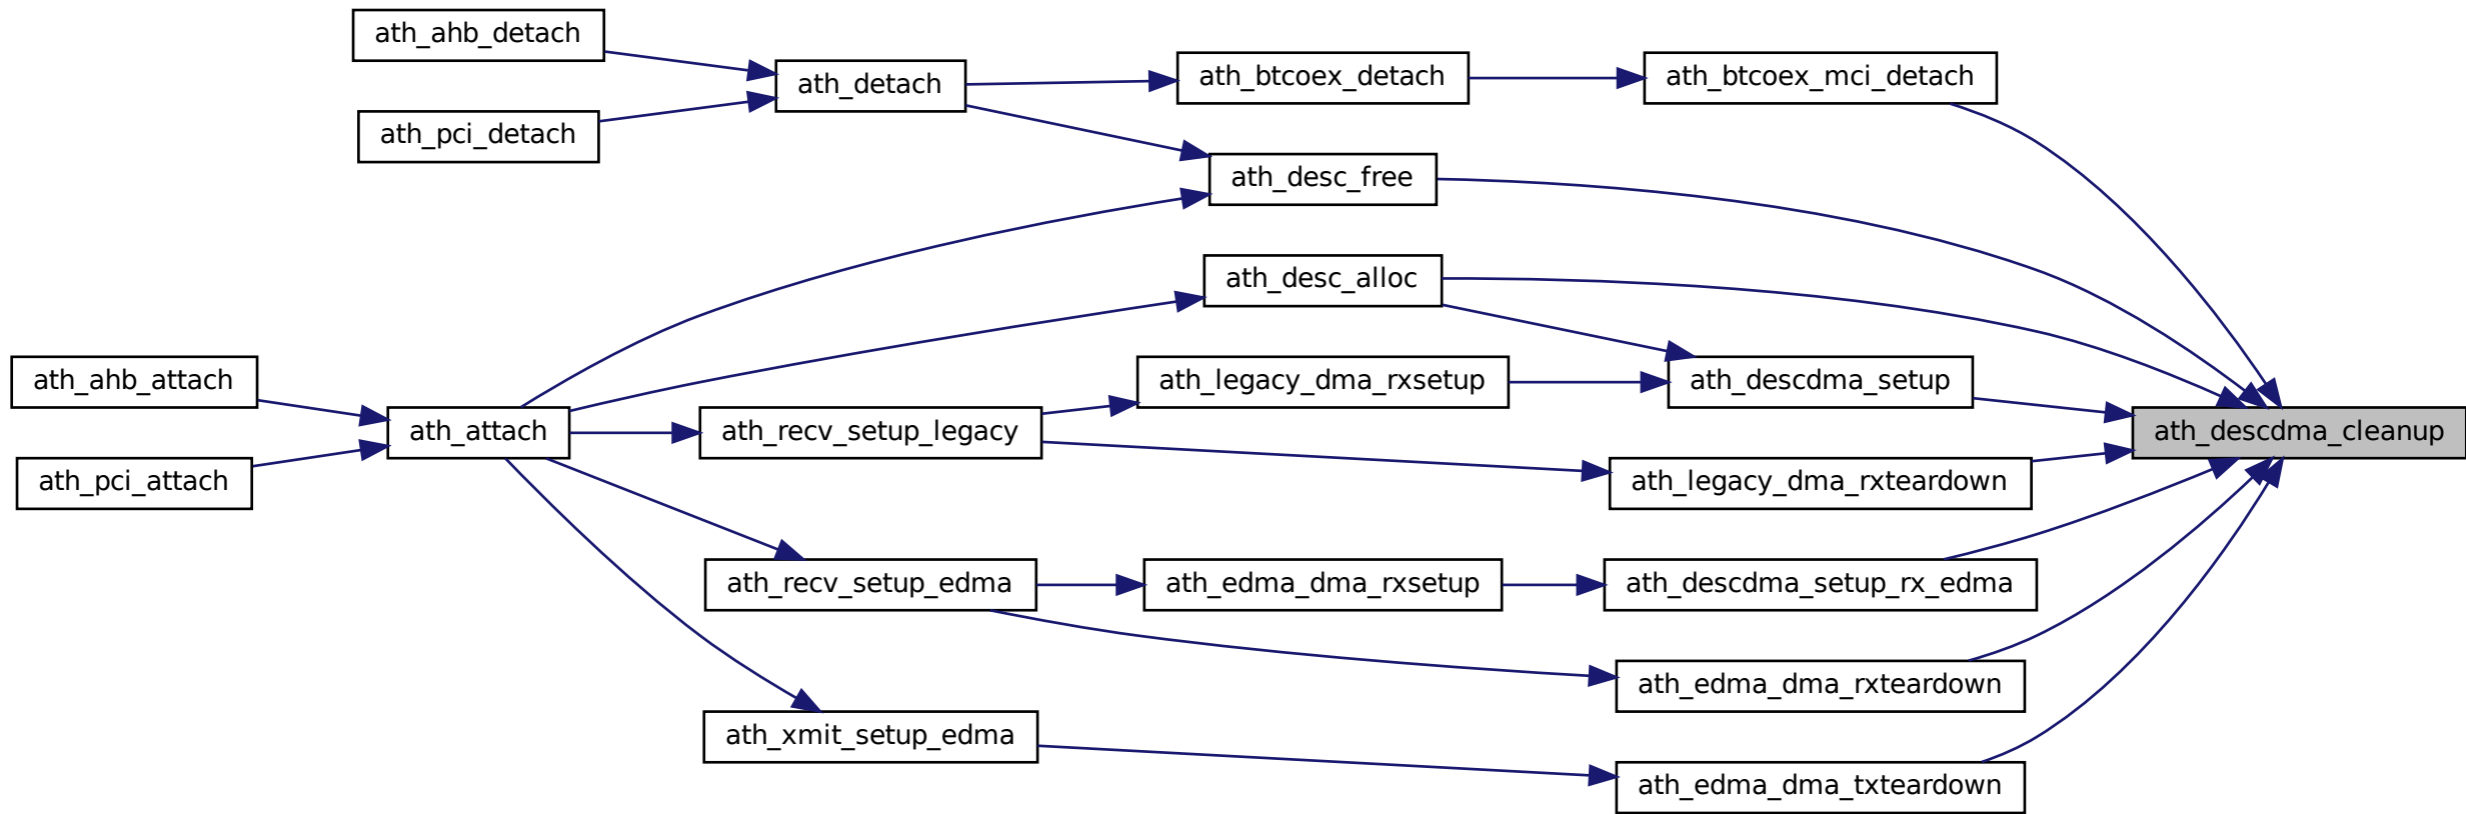 ath_ahb_detach
ath_detach
ath_pci_detach
ath_btcoex_detach
ath_btcoex_mci_detach
ath_desc_free
ath_desc_alloc
ath_ahb_attach
ath_attach
ath_pci_attach
ath_recv_setup_legacy
ath_legacy_dma_rxsetup
ath_descdma_setup
ath_descdma_cleanup
ath_legacy_dma_rxteardown
ath_recv_setup_edma
ath_edma_dma_rxsetup
ath_descdma_setup_rx_edma
ath_edma_dma_rxteardown
ath_xmit_setup_edma
ath_edma_dma_txteardown